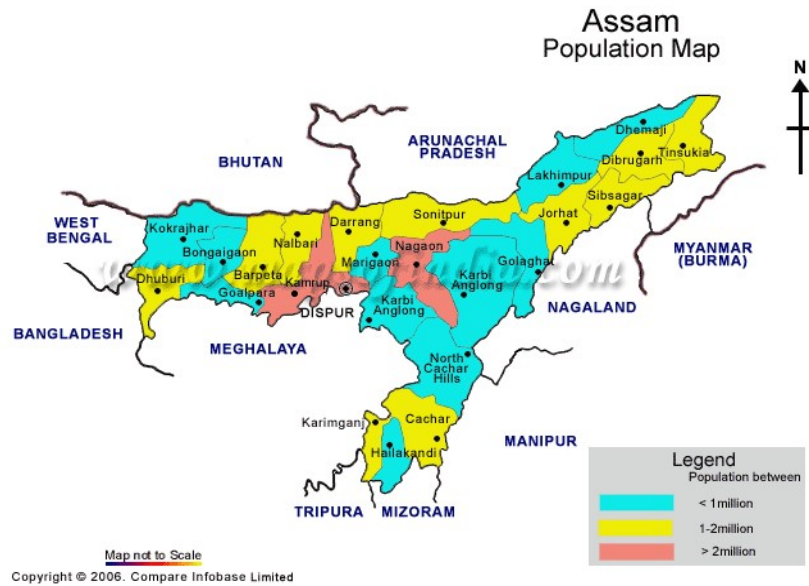 Assam
Population Map
N
ARUNACHAL
PRADESH
BHUTAN
WEST
BENGAL
Dhemaji
Dibrugarh
Tinsukia
Lakhimpur
Sibsagar
Jorhat
Sonitpur
Darrang
Kokrajhar
Nalbari
Bongaigaon
Nagaon
Marigaon
Golaghat
MYANMAR
(BURMA)
www.mapsofindia.com
Dhuburi
Barpeta
Kamrup
Karbi
Anglong
Goalpara
Karbi
Anglong
DISPUR
NAGALAND
BANGLADESH
MEGHALAYA
North
Cachar
Hills
Karimganj
Cachar
Hailakandi
MANIPUR
TRIPURA
MIZORAM
Legend
Population between
< 1million
1-2million
> 2million
Map not to Scale
Copyright © 2006. Compare Infobase Limited